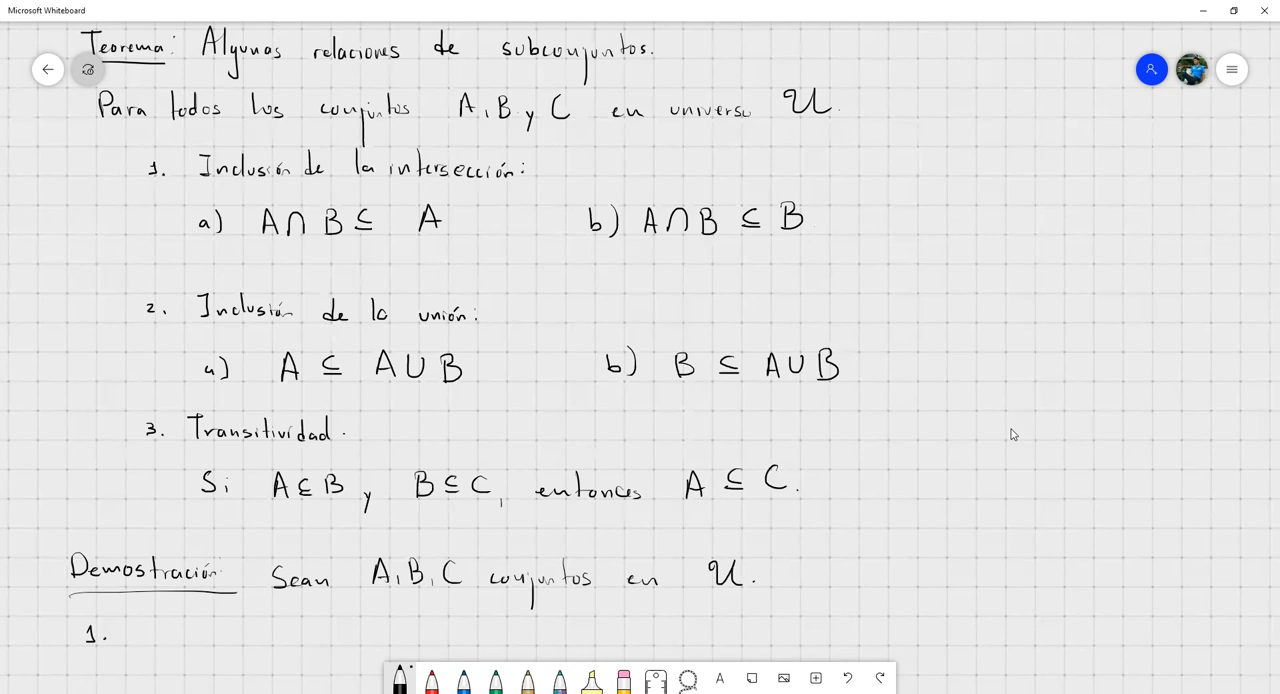 Microsoft Whiteboard
Teorema: Algunas relaciones de subconjuntos.
Para todos los conjuntos A, B y C en universo U.
1. Inclusión de la intersección:
a) A ∩ B ⊆ A b) A ∩ B ⊆ B
2. Inclusión de la unión:
a) A ⊆ A ∪ B b) B ⊆ A ∪ B
3. Transitividad.
Si A ⊆ B y B ⊆ C, entonces A ⊆ C.
Demostración Sean A, B, C conjuntos en U.
1.
A